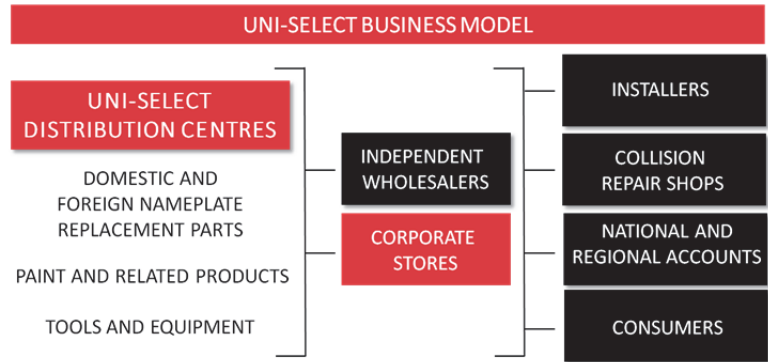 UNI-SELECT BUSINESS MODEL
UNI-SELECT
DISTRIBUTION CENTRES
DOMESTIC AND
FOREIGN NAMEPLATE
REPLACEMENT PARTS
PAINT AND RELATED PRODUCTS
TOOLS AND EQUIPMENT
INDEPENDENT
WHOLESALERS
CORPORATE
STORES
INSTALLERS
COLLISION
REPAIR SHOPS
NATIONAL AND
REGIONAL ACCOUNTS
CONSUMERS